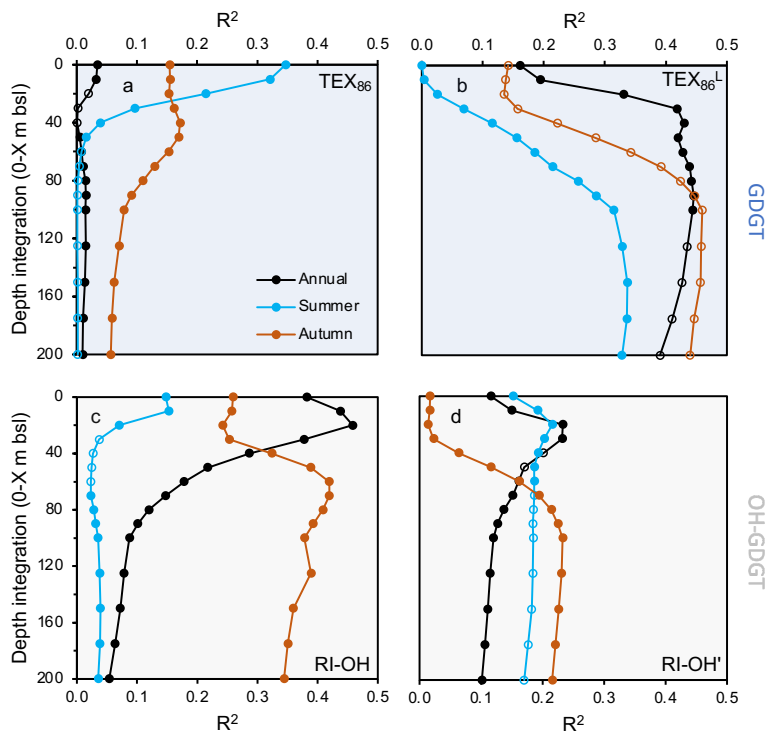 R²
R²
0.0 0.1 0.2 0.3 0.4 0.5
0.0 0.1 0.2 0.3 0.4 0.5
0
40
80
120
160
200
Depth integration (0-X m bsl)
a
TEX₈₆
Annual
Summer
Autumn
b
TEX₈₆ᴸ
GDGT
0
40
80
120
160
200
Depth integration (0-X m bsl)
c
RI-OH
d
RI-OH'
OH-GDGT
0.0 0.1 0.2 0.3 0.4 0.5
0.0 0.1 0.2 0.3 0.4 0.5
R²
R²